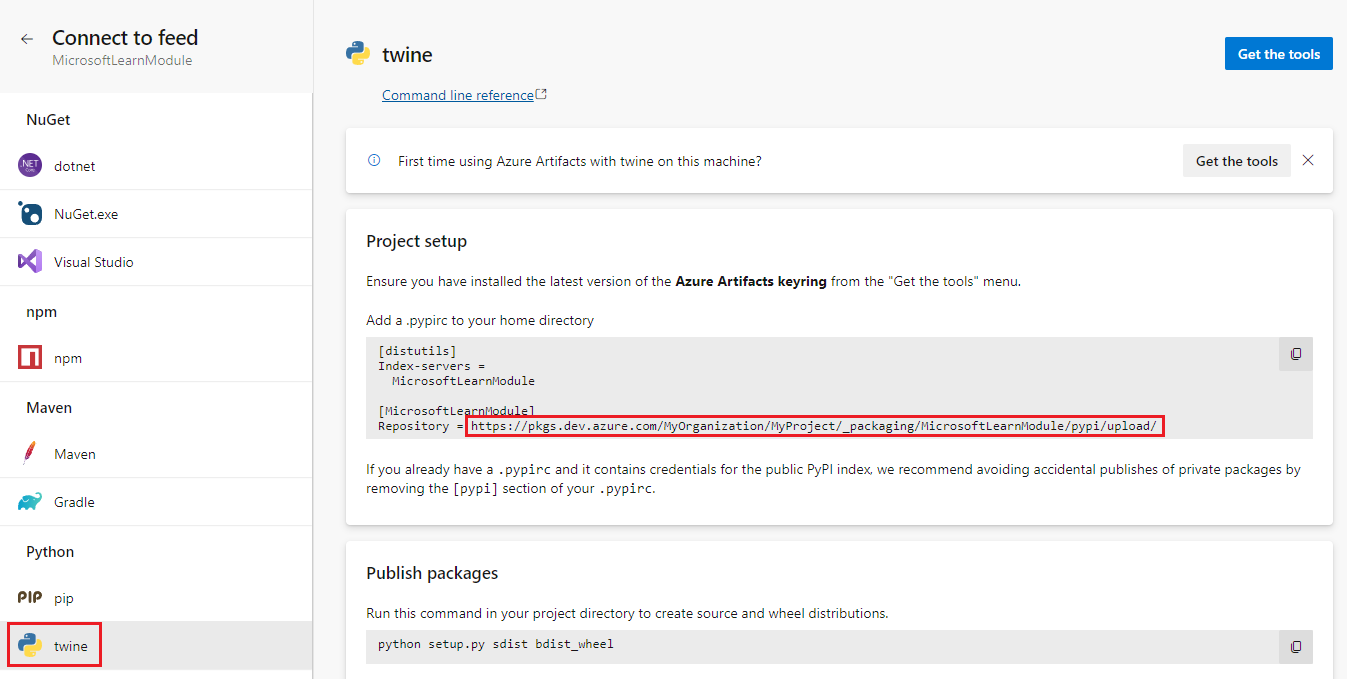 Connect to feed
MicrosoftLearnModule
NuGet
.NET
Core
dotnet
NuGet.exe
Visual Studio
npm
npm
Maven
Maven
Gradle
Python
PIP
pip
twine
twine
Get the tools
Command line reference
First time using Azure Artifacts with twine on this machine?
Get the tools
Project setup
Ensure you have installed the latest version of the Azure Artifacts keyring from the "Get the tools" menu.
Add a .pypirc to your home directory
[distutils]
Index-servers =
  MicrosoftLearnModule
[MicrosoftLearnModule]
Repository = https://pkgs.dev.azure.com/MyOrganization/MyProject/_packaging/MicrosoftLearnModule/pypi/upload/
If you already have a .pypirc and it contains credentials for the public PyPI index, we recommend avoiding accidental publishes of private packages by
removing the [pypi] section of your .pypirc.
Publish packages
Run this command in your project directory to create source and wheel distributions.
python setup.py sdist bdist_wheel